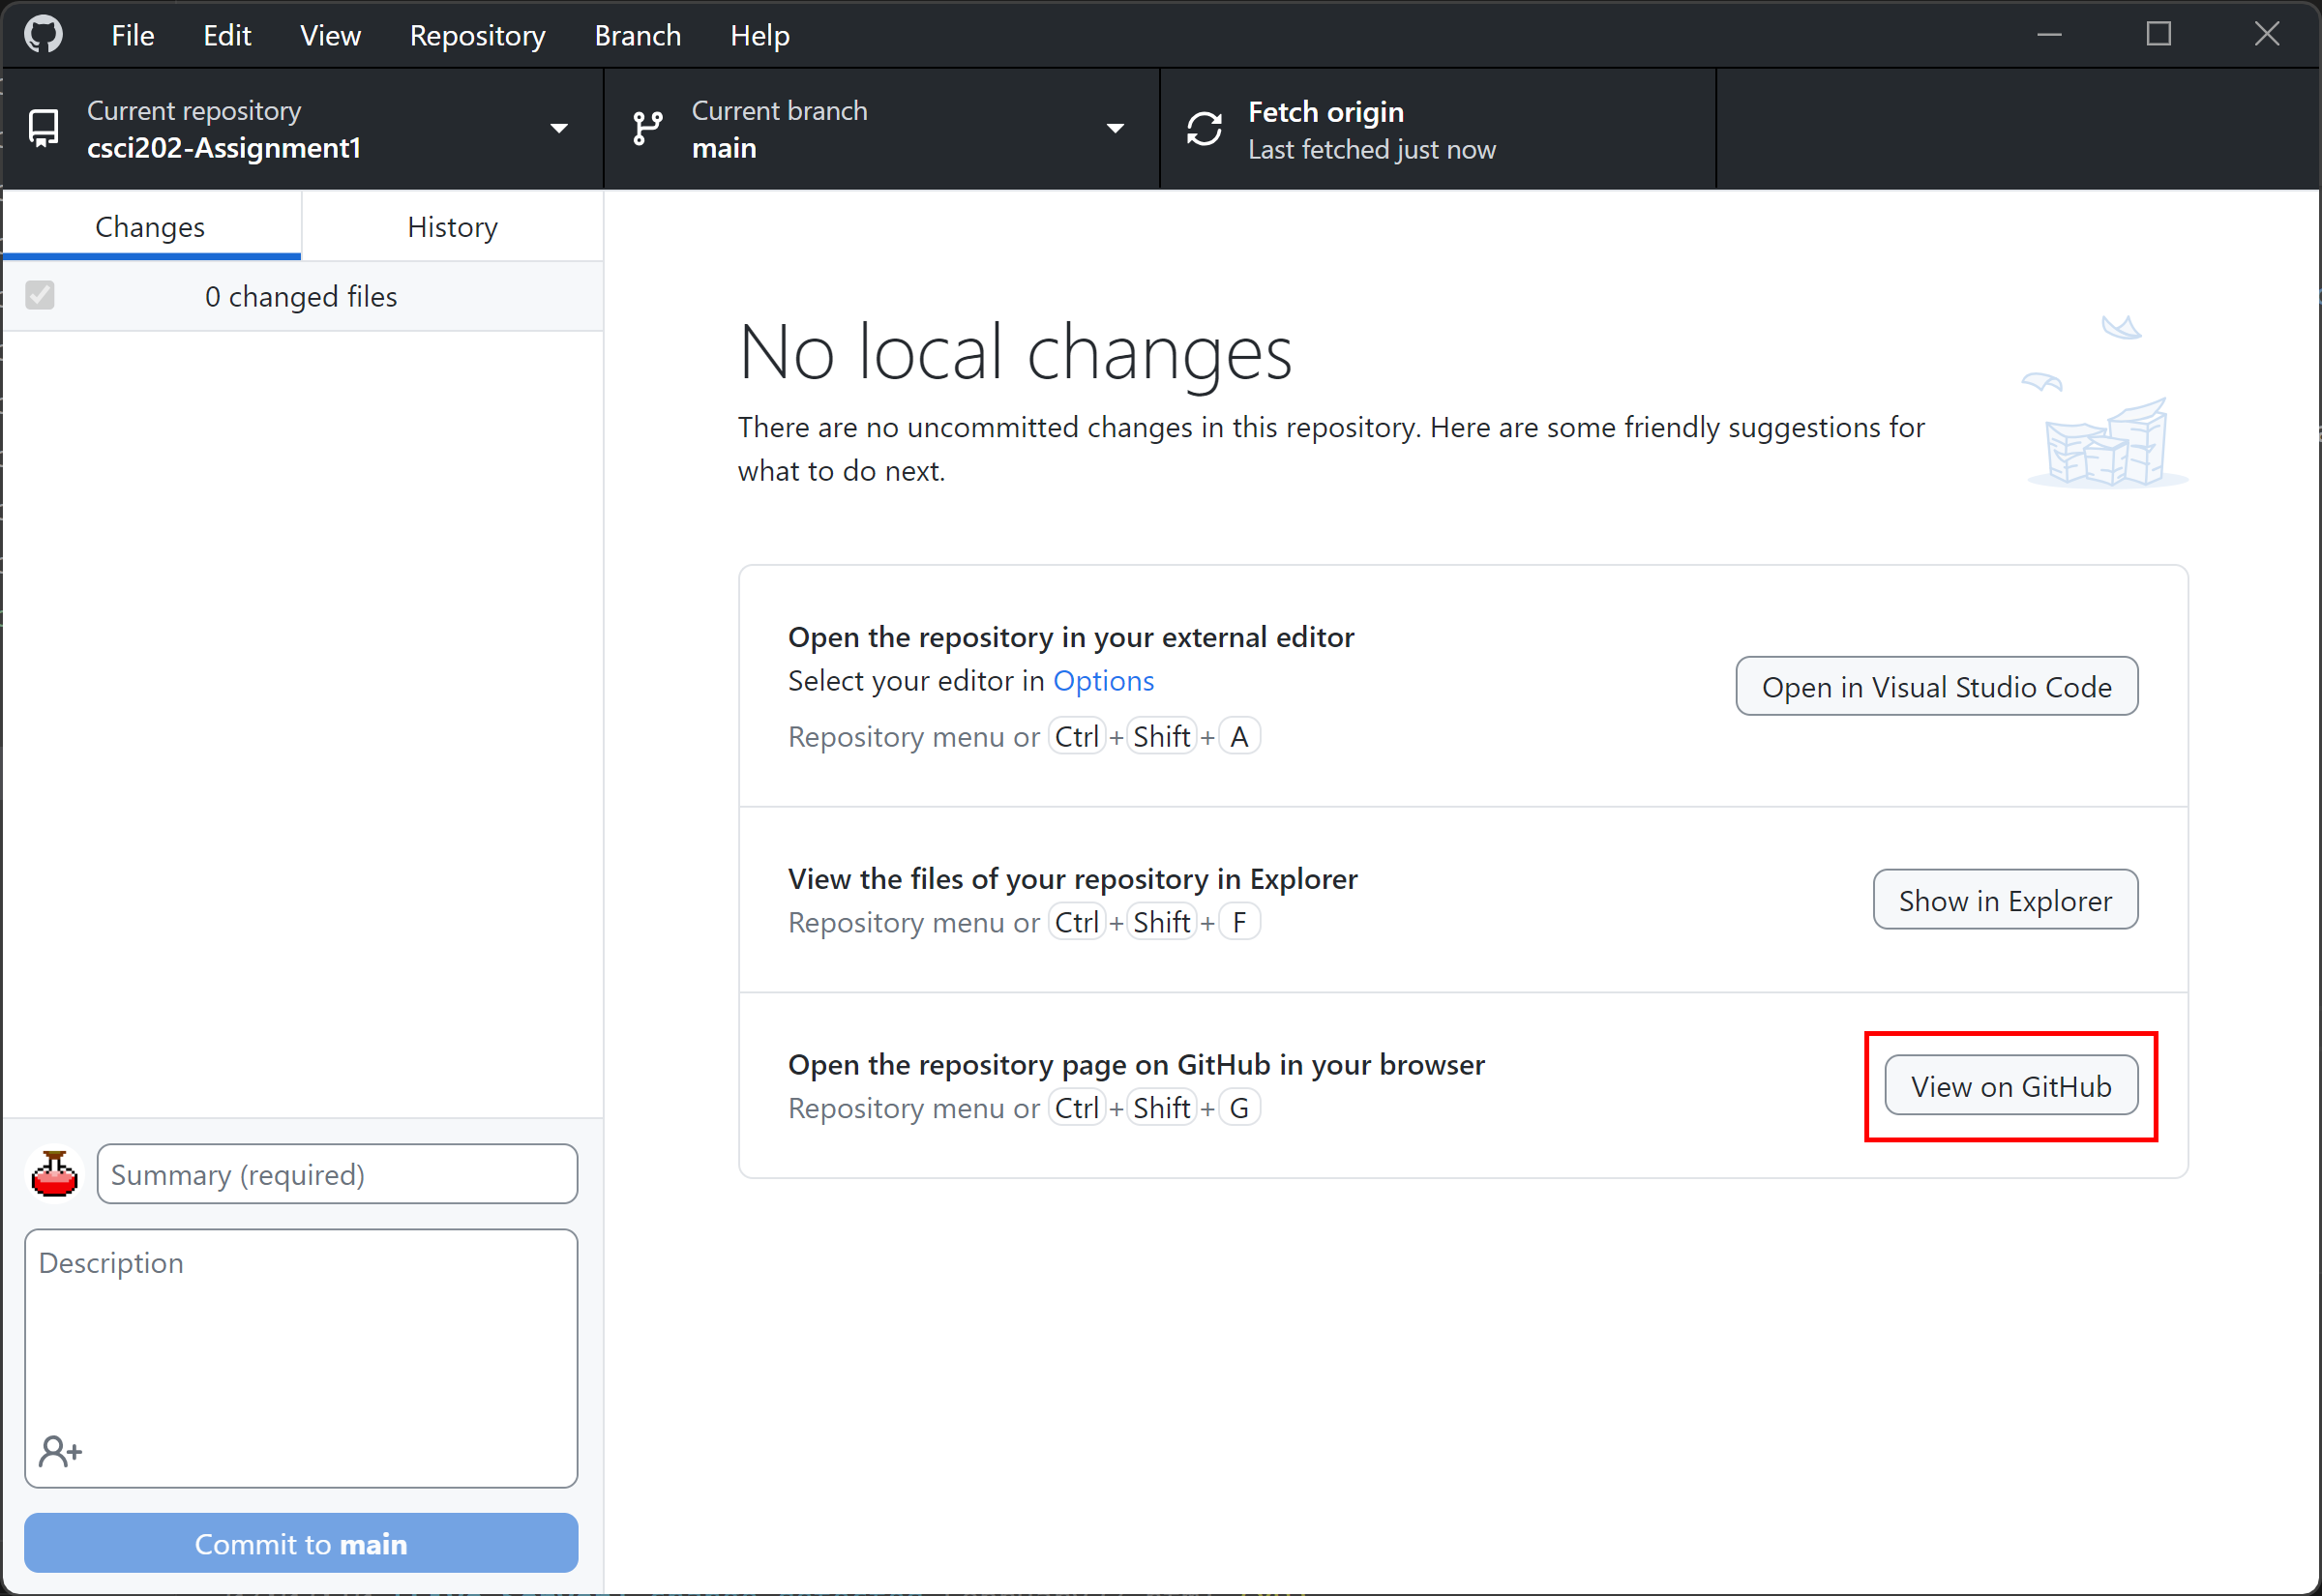 File Edit View Repository Branch Help
Current repository
csci202-Assignment1
Current branch
main
Fetch origin
Last fetched just now
Changes
History
0 changed files
No local changes
There are no uncommitted changes in this repository. Here are some friendly suggestions for
what to do next.
Open the repository in your external editor
Select your editor in Options
Repository menu or Ctrl + Shift + A
Open in Visual Studio Code
View the files of your repository in Explorer
Repository menu or Ctrl + Shift + F
Show in Explorer
Open the repository page on GitHub in your browser
Repository menu or Ctrl + Shift + G
View on GitHub
Summary (required)
Description
Commit to main